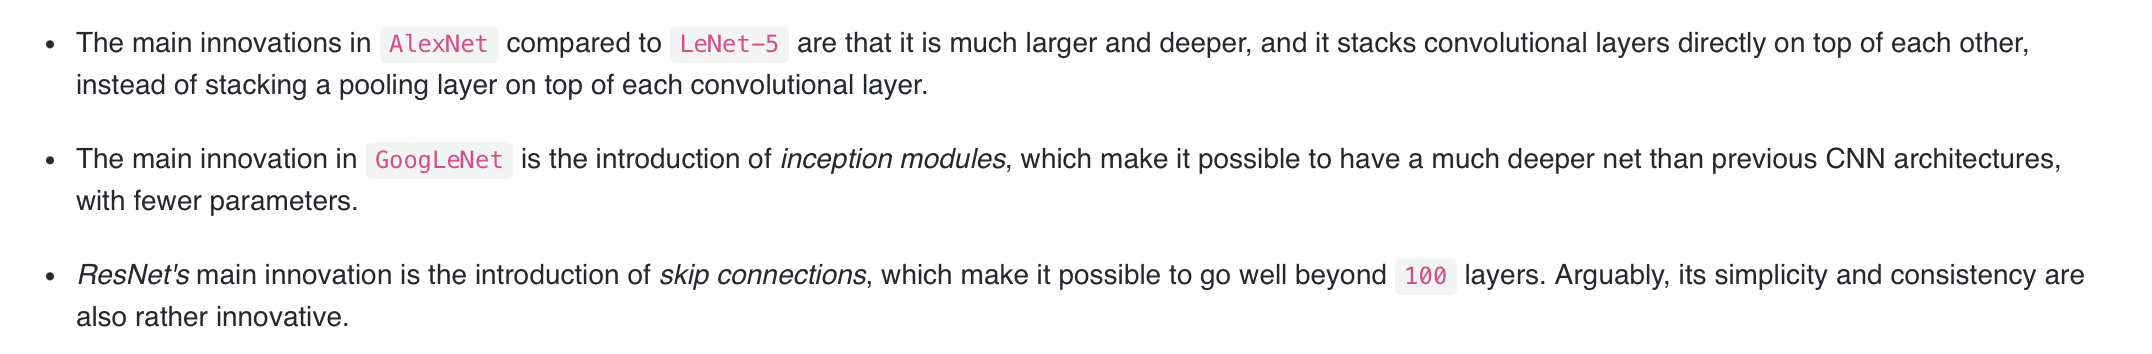 • The main innovations in AlexNet compared to LeNet-5 are that it is much larger and deeper, and it stacks convolutional layers directly on top of each other,
instead of stacking a pooling layer on top of each convolutional layer.
• The main innovation in GoogLeNet is the introduction of inception modules, which make it possible to have a much deeper net than previous CNN architectures,
with fewer parameters.
• ResNet's main innovation is the introduction of skip connections, which make it possible to go well beyond 100 layers. Arguably, its simplicity and consistency are
also rather innovative.